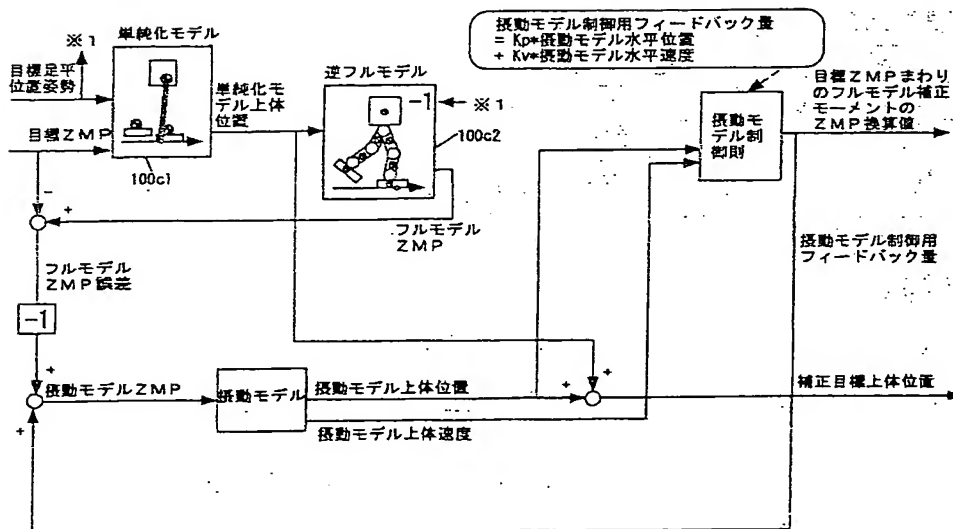 ※1
単純化モデル
目標足平
位置姿勢
目標ZMP
100c1
単純化モ
デル上体
位置
逆フルモデル
-1
※1
100c2
摂動モデル制御用フィードバック量
= Kp*摂動モデル水平位置
+ Kv*摂動モデル水平速度
摂動モ
デル制
御則
目標ZMPまわり
のフルモデル補正
モーメントの
ZMP換算値
-
+
フルモデル
ZMP
摂動モデル制御用
フィードバック量
フルモデル
ZMP誤差
-1
+
摂動モデルZMP
+
摂動モデル
摂動モデル上体位置
摂動モデル上体速度
+
+
補正目標上体位置